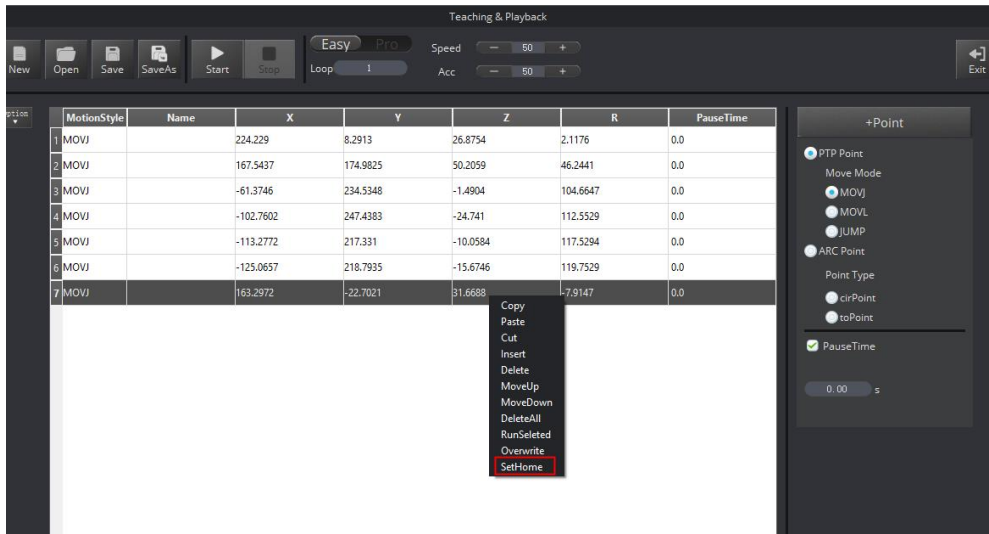 Teaching & Playback
New Open Save SaveAs Start Stop
Easy Pro
Loop 1
Speed — 50 +
Acc — 50 +
Exit
ption
MotionStyle Name X Y Z R PauseTime
1 MOVJ 224.229 8.2913 26.8754 2.1176 0.0
2 MOVJ 167.5437 174.9825 50.2059 46.2441 0.0
3 MOVJ -61.3746 234.5348 -1.4904 104.6647 0.0
4 MOVJ -102.7602 247.4383 -24.741 112.5529 0.0
5 MOVJ -113.2772 217.331 -10.0584 117.5294 0.0
6 MOVJ -125.0657 218.7935 -15.6746 119.7529 0.0
7 MOVJ 163.2972 -22.7021 31.6688 -7.9147 0.0
Copy
Paste
Cut
Insert
Delete
MoveUp
MoveDown
DeleteAll
RunSeleted
Overwrite
SetHome
+Point
PTP Point
Move Mode
MOVJ
MOVL
JUMP
ARC Point
Point Type
cirPoint
toPoint
PauseTime
0.00 s